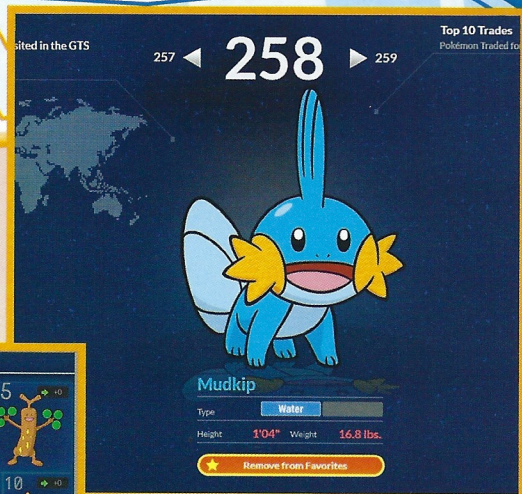 sited in the GTS
257 258 259
Top 10 Trades
Pokémon Traded fo
Mudkip
Type Water
Height 1'04" Weight 16.8 lbs.
Remove from Favorites
5 +0
10 +0